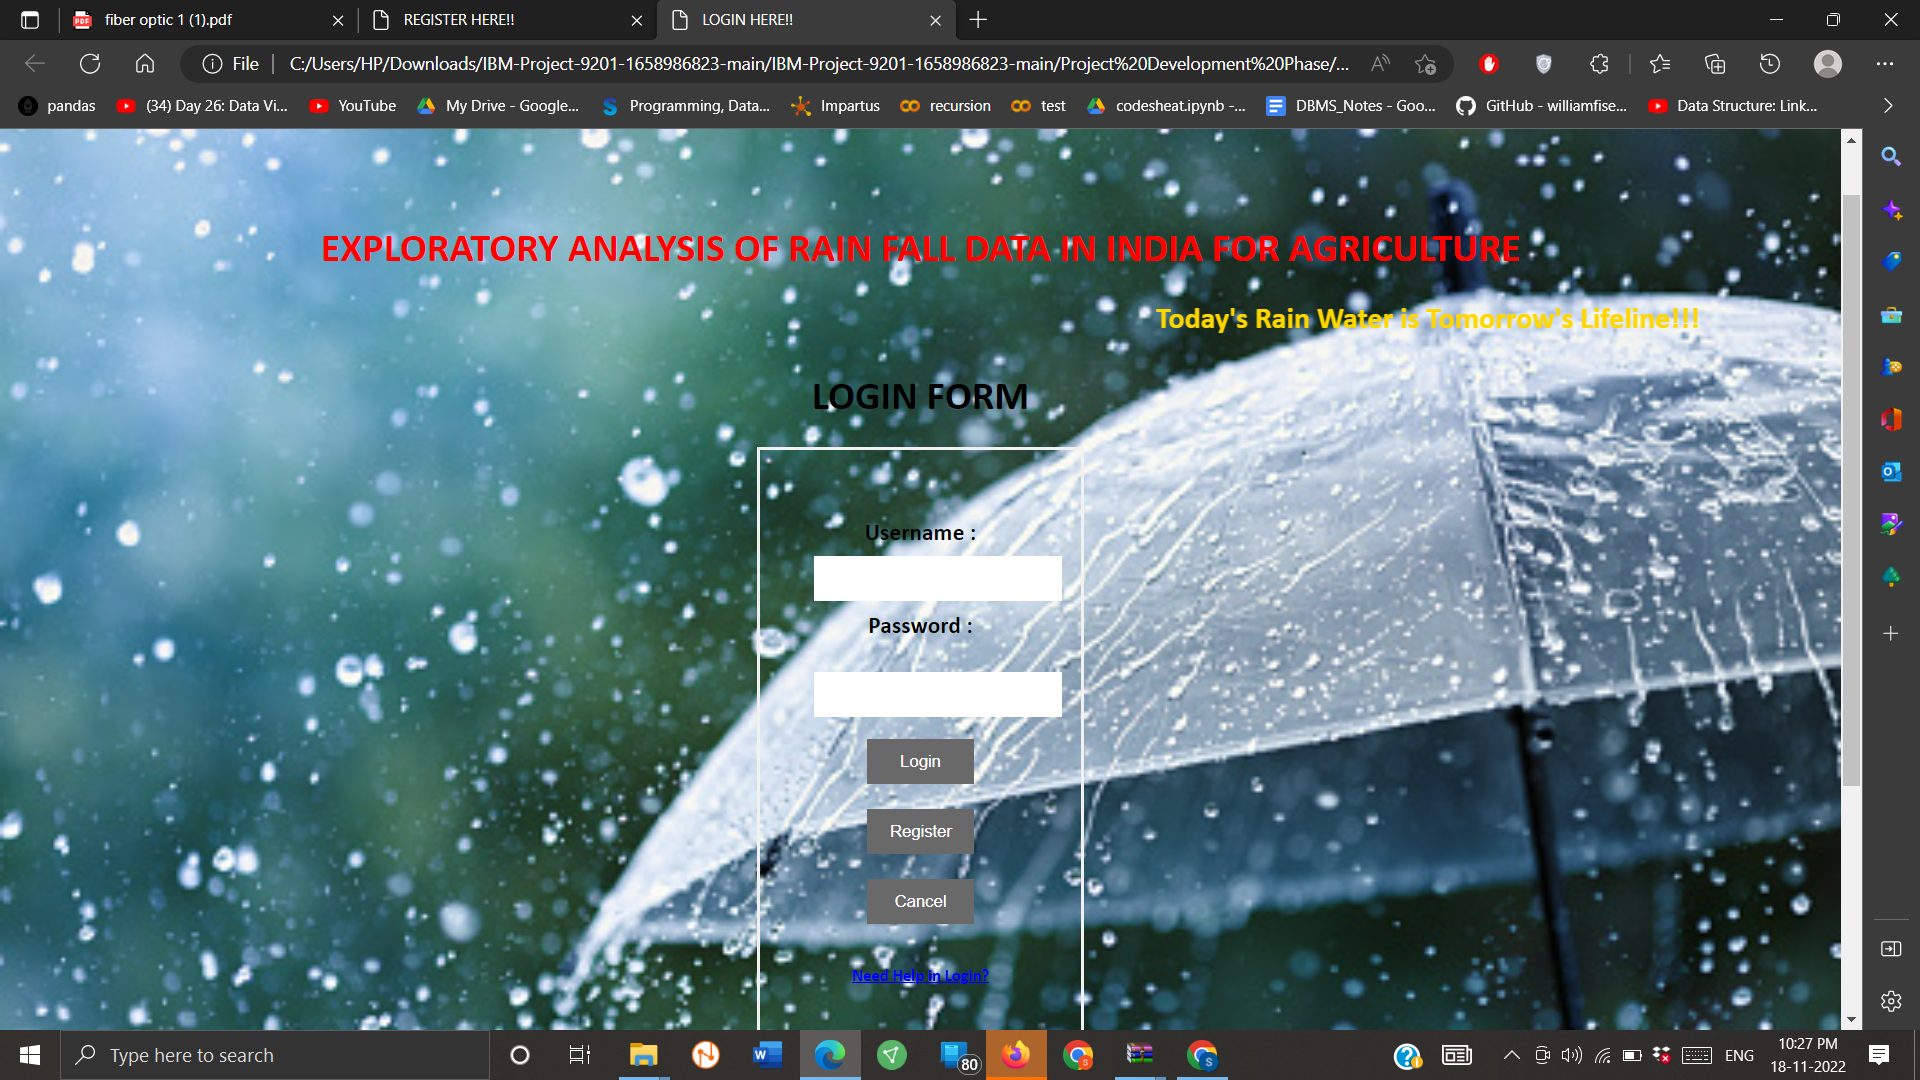 fiber optic 1 (1).pdf
REGISTER HERE!!
LOGIN HERE!!
File
C:/Users/HP/Downloads/IBM-Project-9201-1658986823-main/IBM-Project-9201-1658986823-main/Project%20Development%20Phase/...
pandas
(34) Day 26: Data Vi...
YouTube
My Drive - Google...
Programming, Data...
Impartus
recursion
test
codesheat.ipynb -...
DBMS_Notes - Goo...
GitHub - williamfise...
Data Structure: Link...
EXPLORATORY ANALYSIS OF RAIN FALL DATA IN INDIA FOR AGRICULTURE
Today's Rain Water is Tomorrow's Lifeline!!!
LOGIN FORM
Username :
Password :
Login
Register
Cancel
Need Help in Login?
Type here to search
80
ENG
10:27 PM
18-11-2022